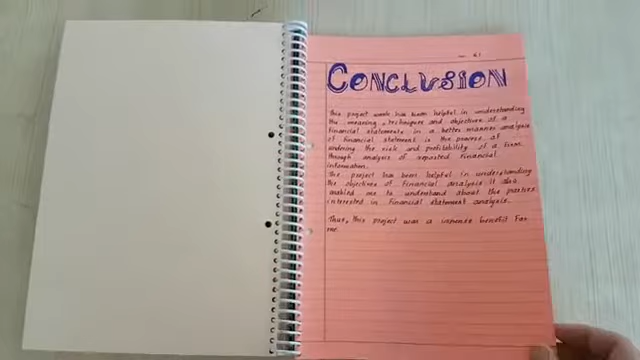 CONCLUSION
This project work has been helpful in understanding
the meaning, techniques and objectives of a
financial statements in a better manner analysis
of financial statement is the process of
the risk and profitability of a firm
through analysis of reported financial
information.
The project has been helpful in understanding
the objectives of financial analysis it also
enabled me to understand about the parties
interested in financial statement analysis.
Thus, this project was a benefit for
me.